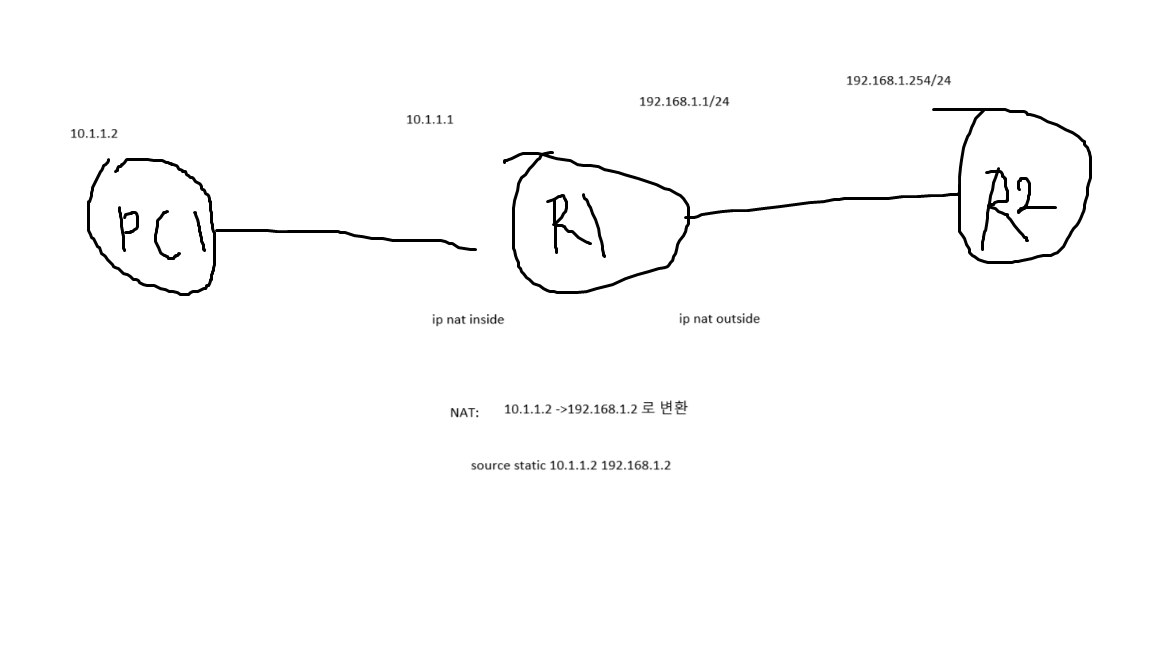 192.168.1.254/24
192.168.1.1/24
10.1.1.1
10.1.1.2
PC1
R1
R2
ip nat inside
ip nat outside
NAT: 10.1.1.2 ->192.168.1.2 로 변환
source static 10.1.1.2 192.168.1.2